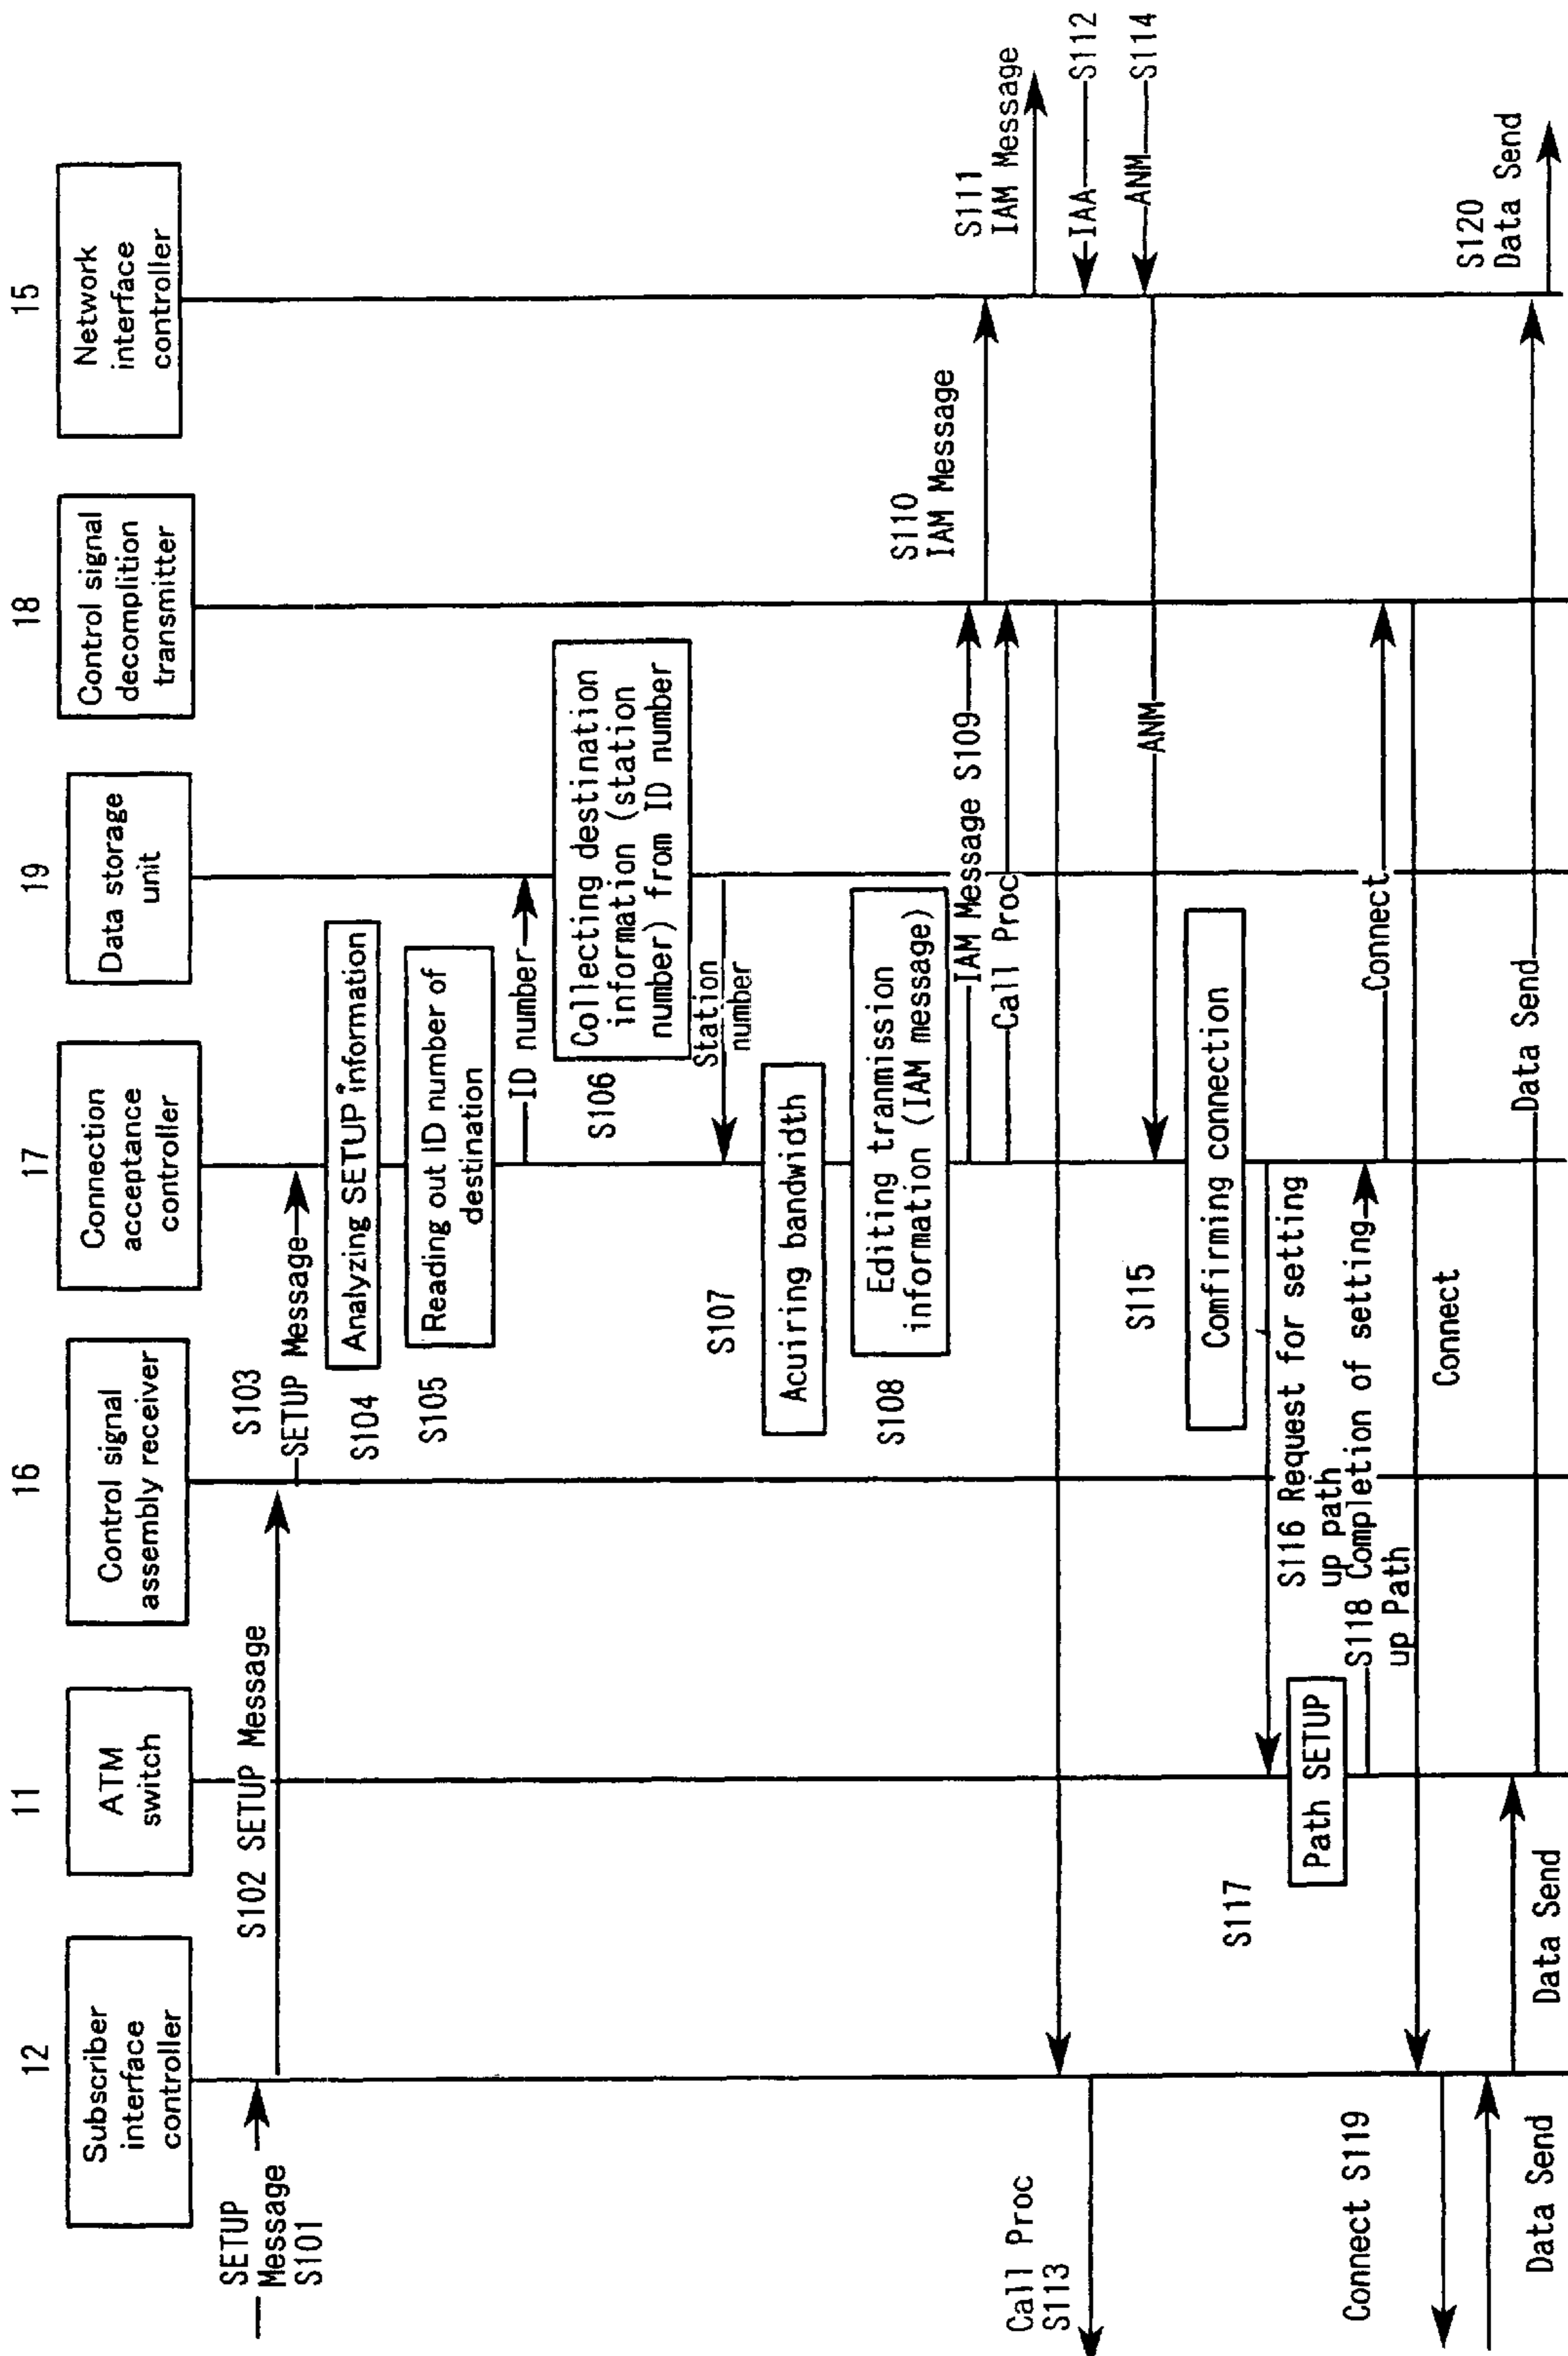 12
Subscriber
interface
controller
11
ATM
switch
16
Control signal
assembly receiver
17
Connection
acceptance
controller
19
Data storage
unit
18
Control signal
decomplition
transmitter
15
Network
interface
controller
SETUP
Message
S101
S102 SETUP Message
S103
SETUP Message
S104
Analyzing SETUP information
S105
Reading out ID number of
destination
ID number
S106
Collecting destination
information (station
number) from ID number
Station
number
S107
Acuiring bandwidth
S108
Editing tranmission
information (IAM message)
IAM Message S109
Call Proc
S110
IAM Message
S111
IAM Message
IAA
S112
Call Proc
S113
ANM
S114
ANM
S115
Comfirming connection
S116 Request for setting
up path
S117
Path SETUP
S118 Completion of setting
up Path
Connect
Connect
Connect S119
Data Send
Data Send
Data Send
S120
Data Send